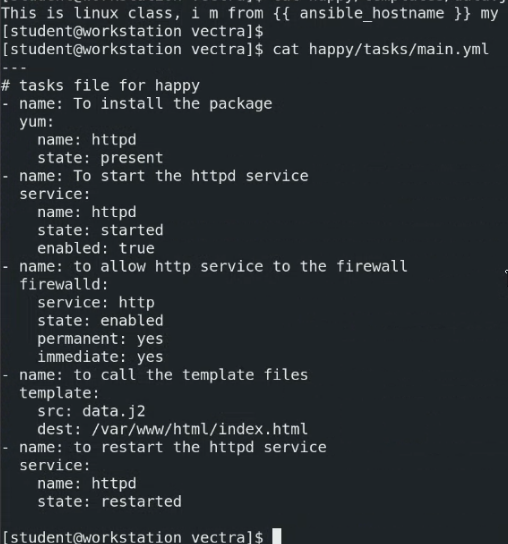 This is linux class, i m from {{ ansible_hostname }} my
[student@workstation vectra]$
[student@workstation vectra]$ cat happy/tasks/main.yml
---
# tasks file for happy
- name: To install the package
  yum:
    name: httpd
    state: present
- name: To start the httpd service
  service:
    name: httpd
    state: started
    enabled: true
- name: to allow http service to the firewall
  firewalld:
    service: http
    state: enabled
    permanent: yes
    immediate: yes
- name: to call the template files
  template:
    src: data.j2
    dest: /var/www/html/index.html
- name: to restart the httpd service
  service:
    name: httpd
    state: restarted
[student@workstation vectra]$